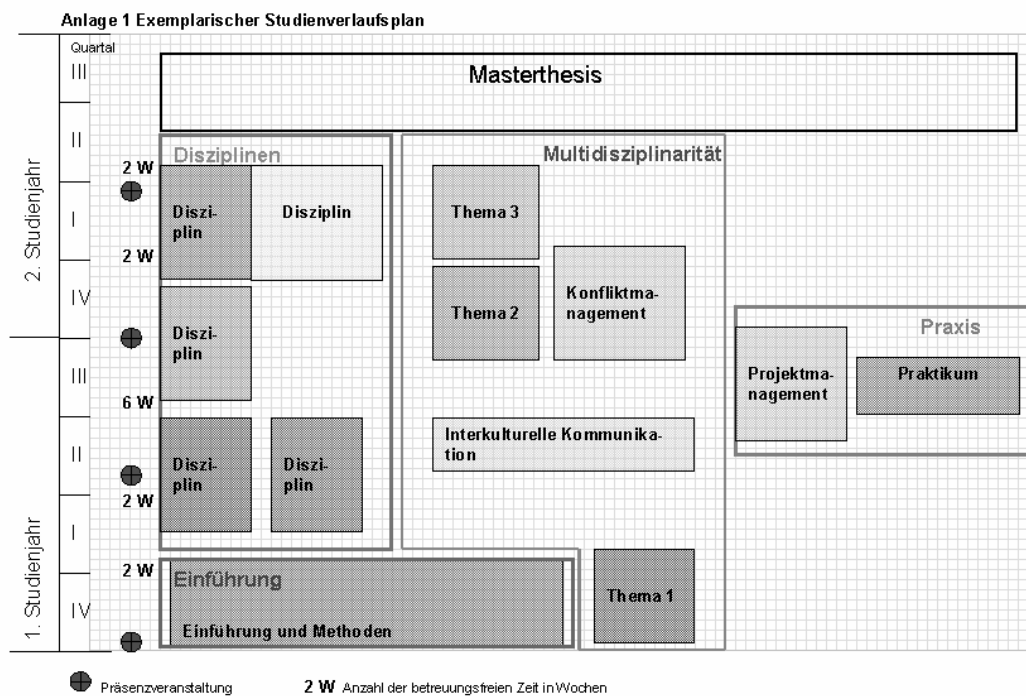 Anlage 1 Exemplarischer Studienverlaufsplan
Quartal
III
Masterthesis
II
Disziplinen
Multidisziplinarität
2 W
2. Studienjahr
I
Diszi-
plin
Disziplin
Thema 3
2 W
IV
Thema 2
Konfliktma-
nagement
Diszi-
plin
Praxis
III
Projektma-
nagement
Praktikum
6 W
II
Interkulturelle Kommunika-
tion
Diszi-
plin
Diszi-
plin
2 W
1. Studienjahr
I
2 W
Einführung
IV
Thema 1
Einführung und Methoden
Präsenzveranstaltung
2 W Anzahl der betreuungsfreien Zeit in Wochen